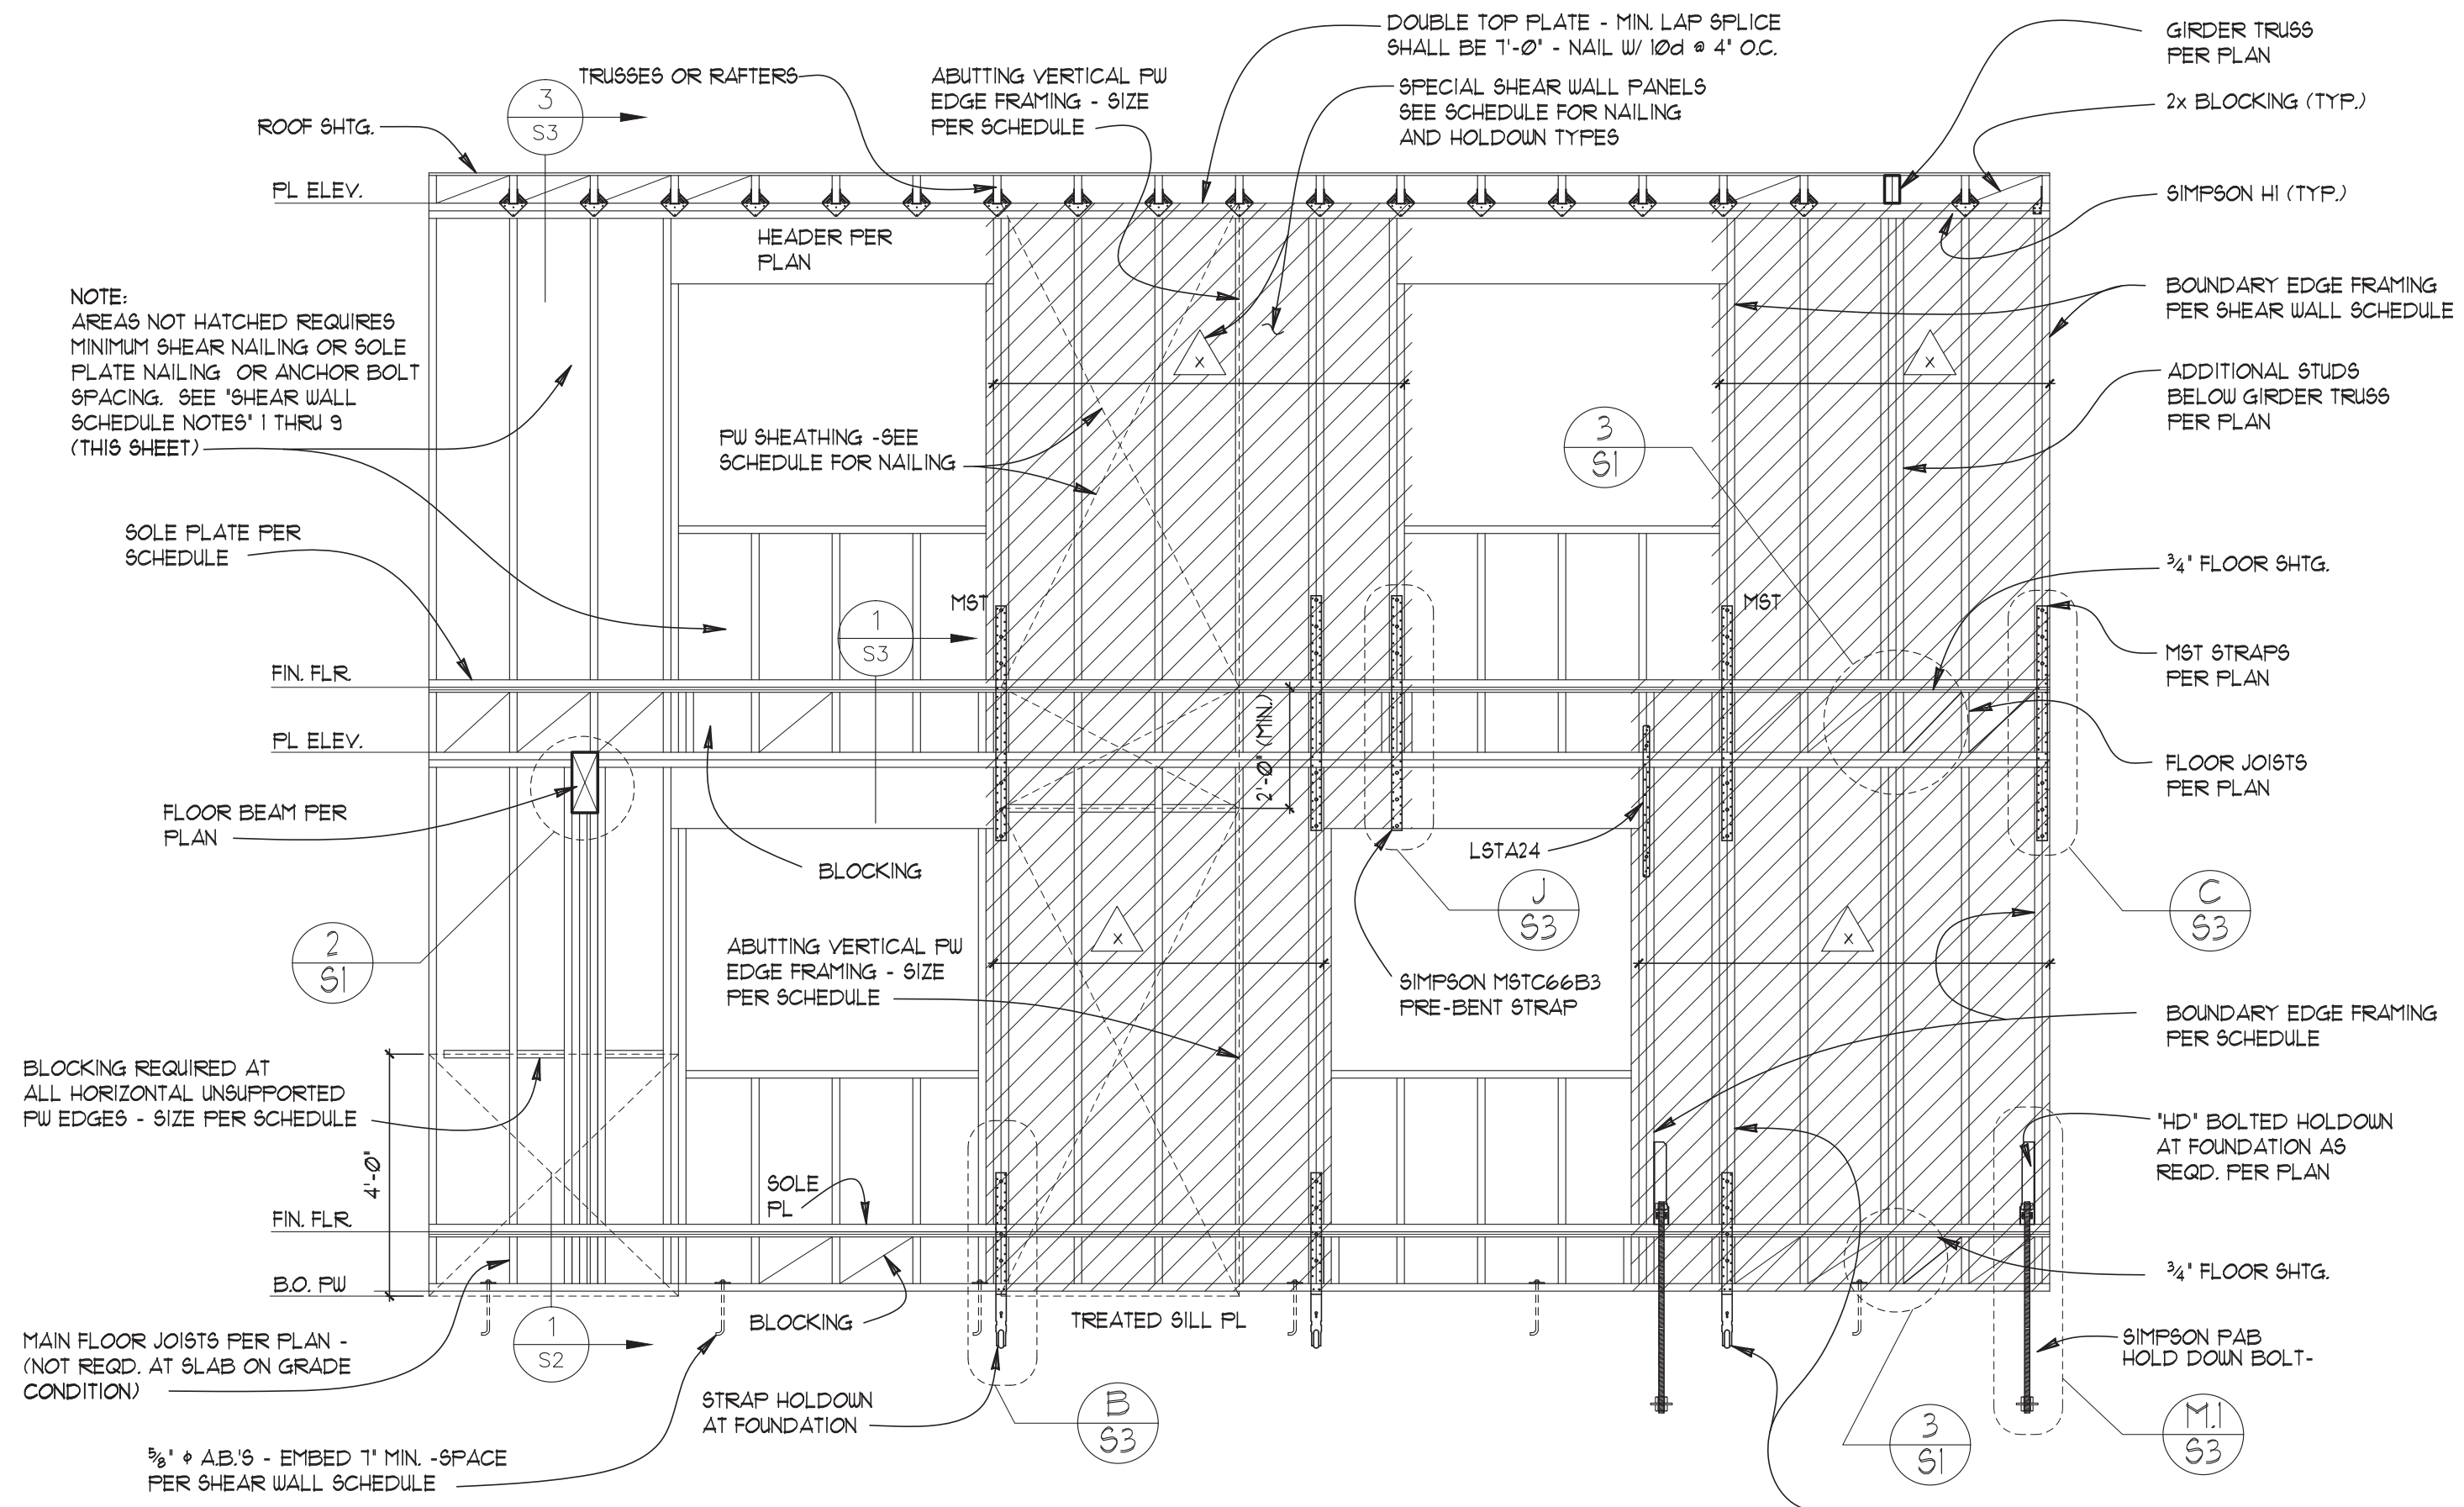 DOUBLE TOP PLATE - MIN. LAP SPLICE
SHALL BE 7'-0" - NAIL W/ 10d @ 4" O.C.
GIRDER TRUSS
PER PLAN
TRUSSES OR RAFTERS
ABUTTING VERTICAL PW
EDGE FRAMING - SIZE
PER SCHEDULE
SPECIAL SHEAR WALL PANELS
SEE SCHEDULE FOR NAILING
AND HOLDOWN TYPES
2x BLOCKING (TYP.)
3
S3
ROOF SHTG.
PL ELEV.
SIMPSON H1 (TYP.)
HEADER PER
PLAN
NOTE:
AREAS NOT HATCHED REQUIRES
MINIMUM SHEAR NAILING OR SOLE
PLATE NAILING OR ANCHOR BOLT
SPACING. SEE "SHEAR WALL
SCHEDULE NOTES" 1 THRU 9
(THIS SHEET)
BOUNDARY EDGE FRAMING
PER SHEAR WALL SCHEDULE
X
X
ADDITIONAL STUDS
BELOW GIRDER TRUSS
PER PLAN
PW SHEATHING -SEE
SCHEDULE FOR NAILING
3
S1
SOLE PLATE PER
SCHEDULE
3/4" FLOOR SHTG.
MST
MST
1
S3
MST STRAPS
PER PLAN
FIN. FLR.
PL ELEV.
2'-0" (MIN.)
FLOOR JOISTS
PER PLAN
FLOOR BEAM PER
PLAN
BLOCKING
LSTA24
J
S3
C
S3
2
S1
ABUTTING VERTICAL PW
EDGE FRAMING - SIZE
PER SCHEDULE
X
X
SIMPSON MSTC66B3
PRE-BENT STRAP
BOUNDARY EDGE FRAMING
PER SCHEDULE
BLOCKING REQUIRED AT
ALL HORIZONTAL UNSUPPORTED
PW EDGES - SIZE PER SCHEDULE
4'-0"
"HD" BOLTED HOLDOWN
AT FOUNDATION AS
REQD. PER PLAN
SOLE
PL
FIN. FLR.
B.O. PW
3/4" FLOOR SHTG.
BLOCKING
TREATED SILL PL
1
S2
MAIN FLOOR JOISTS PER PLAN -
(NOT REQD. AT SLAB ON GRADE
CONDITION)
SIMPSON PAB
HOLD DOWN BOLT-
STRAP HOLDOWN
AT FOUNDATION
B
S3
3
S1
M.1
S3
5/8" ϕ A.B.'S - EMBED 7" MIN. -SPACE
PER SHEAR WALL SCHEDULE